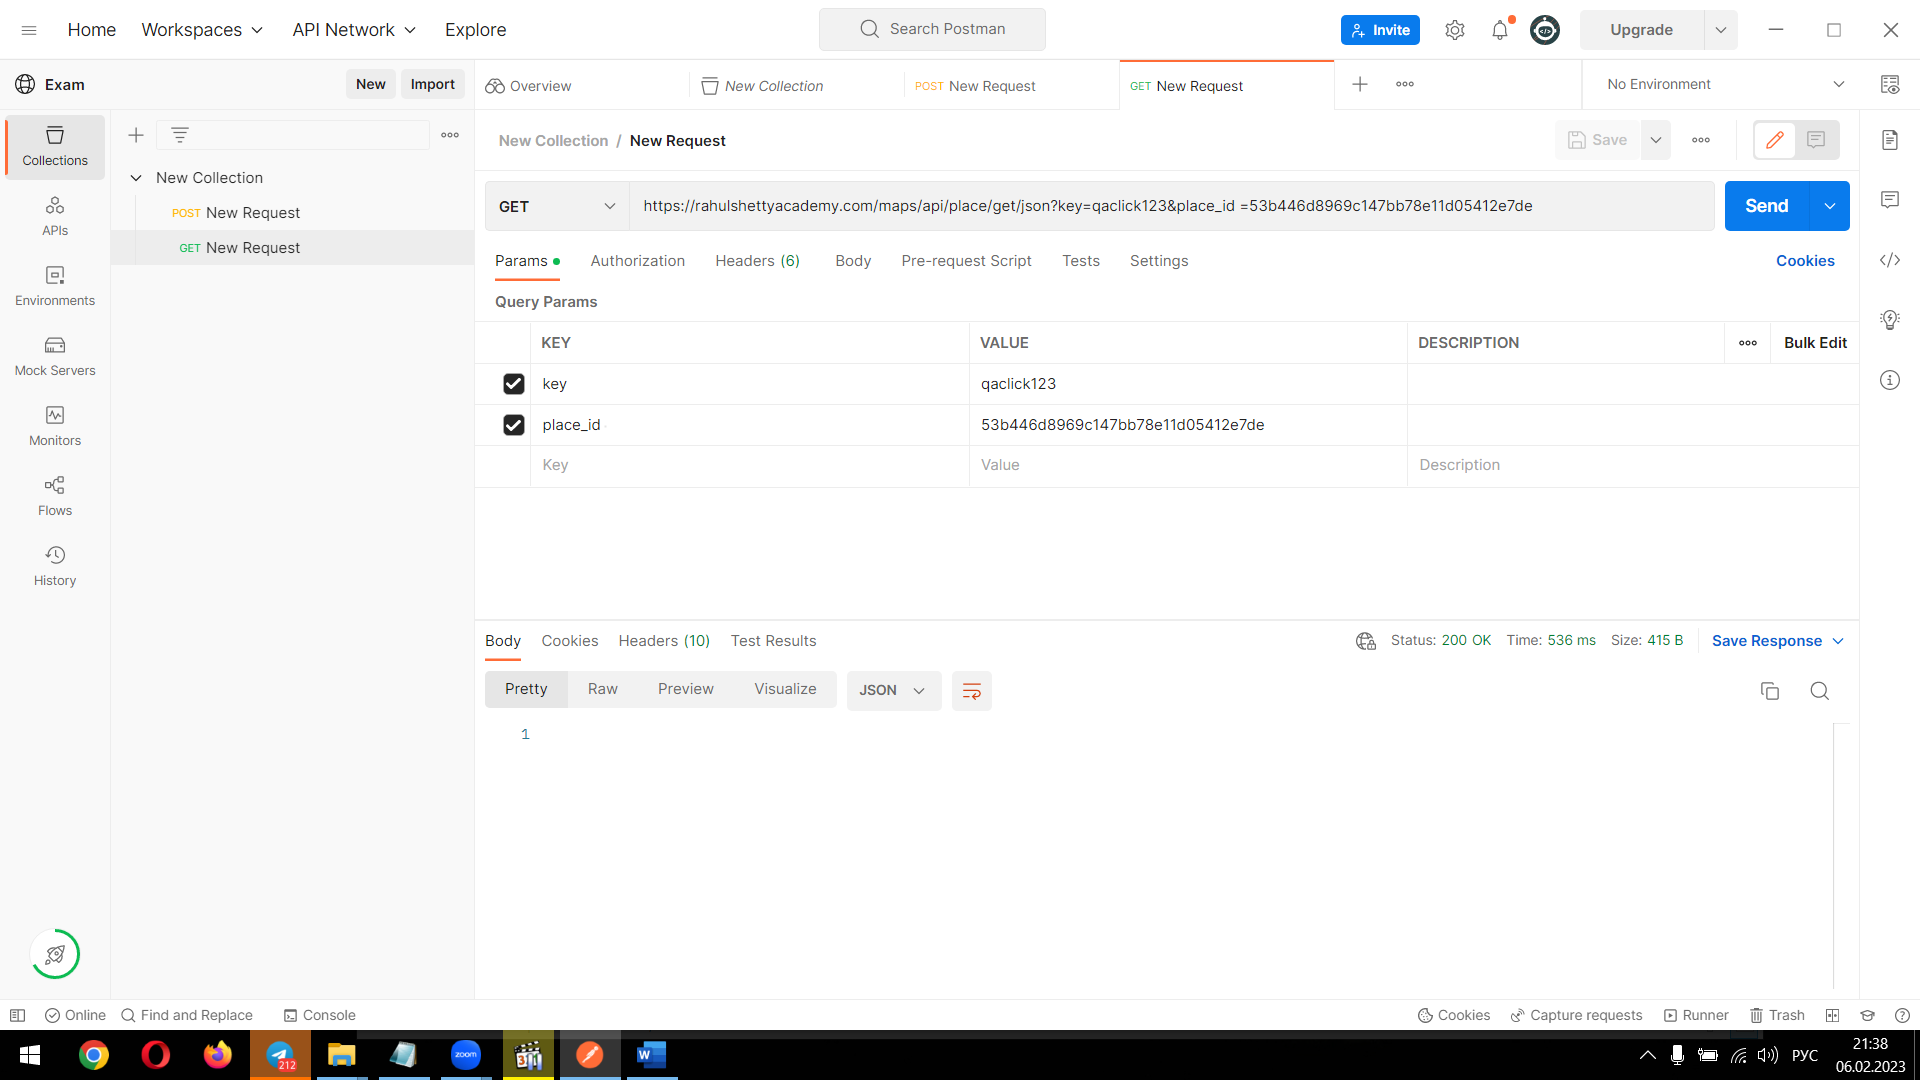 Home Workspaces API Network Explore Search Postman Invite Upgrade
Exam New Import Overview New Collection POST New Request GET New Request No Environment
New Collection / New Request Save
Collections
APIs
Environments
Mock Servers
Monitors
Flows
History
New Collection
POST New Request
GET New Request
GET https://rahulshettyacademy.com/maps/api/place/get/json?key=qaclick123&place_id =53b446d8969c147bb78e11d05412e7de Send
Params Authorization Headers (6) Body Pre-request Script Tests Settings Cookies
Query Params
KEY VALUE DESCRIPTION Bulk Edit
key qaclick123
place_id 53b446d8969c147bb78e11d05412e7de
Key Value Description
Body Cookies Headers (10) Test Results Status: 200 OK Time: 536 ms Size: 415 B Save Response
Pretty Raw Preview Visualize JSON
1
Online Find and Replace Console Cookies Capture requests Runner Trash
212 zoom 31 W РУС 21:38
06.02.2023